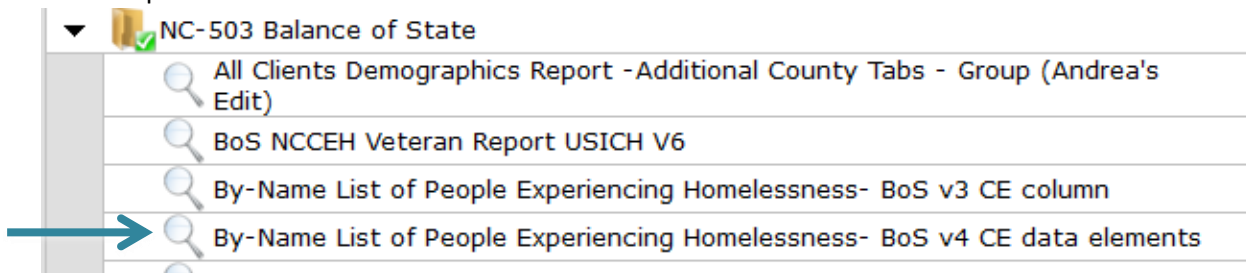 NC-503 Balance of State
All Clients Demographics Report -Additional County Tabs - Group (Andrea's
Edit)
BoS NCCEH Veteran Report USICH V6
By-Name List of People Experiencing Homelessness- BoS v3 CE column
By-Name List of People Experiencing Homelessness- BoS v4 CE data elements